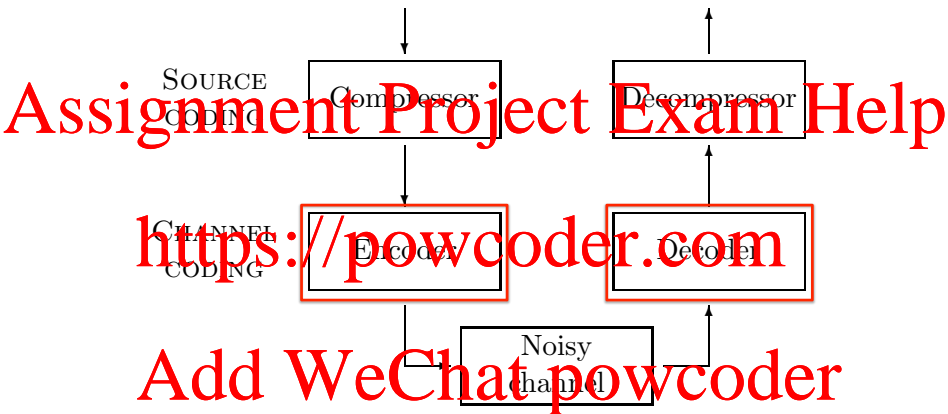 SOURCE
CODING
Compressor
Decompressor
Assignment Project Exam Help
CHANNEL
CODING
Encoder
Decoder
https://powcoder.com
Noisy
channel
Add WeChat powcoder